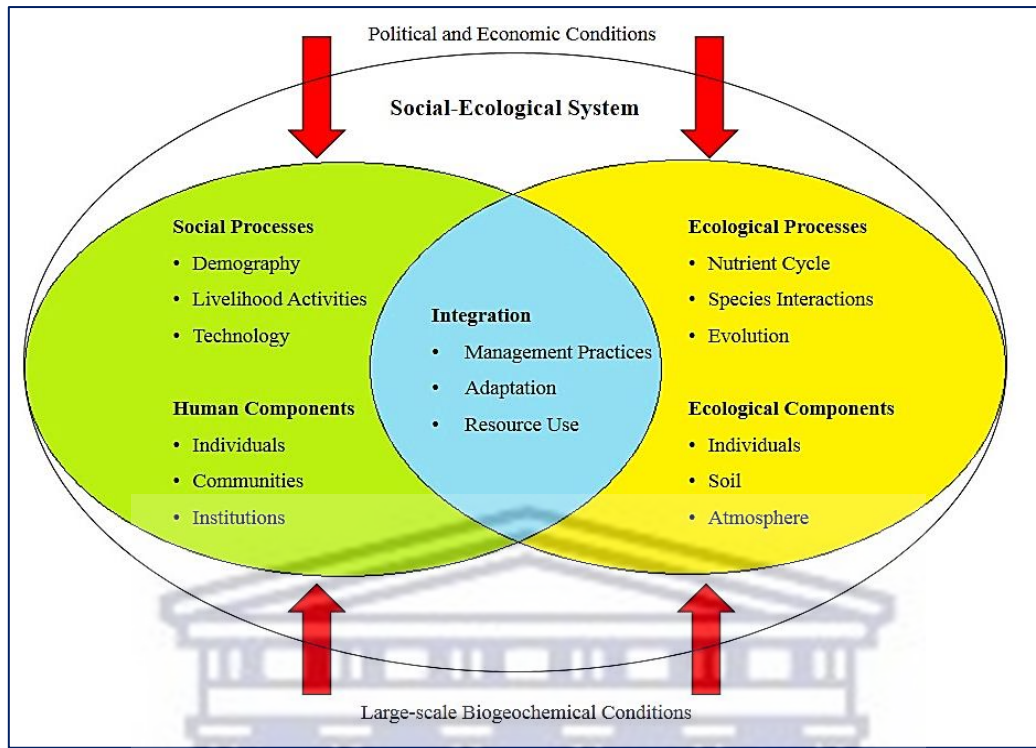 Political and Economic Conditions
Social-Ecological System
Social Processes
• Demography
• Livelihood Activities
• Technology
Human Components
• Individuals
• Communities
• Institutions
Integration
• Management Practices
• Adaptation
• Resource Use
Ecological Processes
• Nutrient Cycle
• Species Interactions
• Evolution
Ecological Components
• Individuals
• Soil
• Atmosphere
Large-scale Biogeochemical Conditions